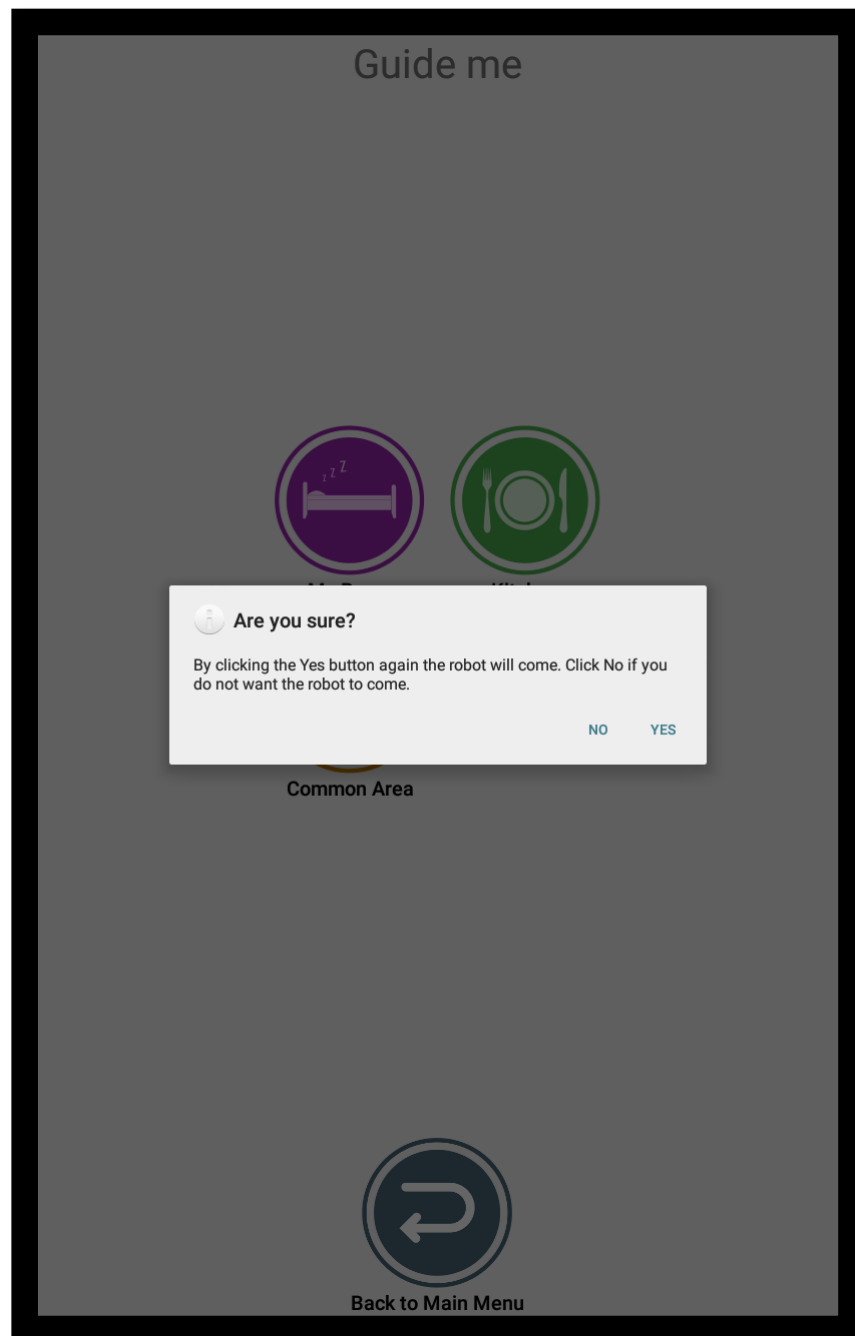 Guide me
z z Z
Are you sure?
By clicking the Yes button again the robot will come. Click No if you
do not want the robot to come.
NO YES
Common Area
Back to Main Menu